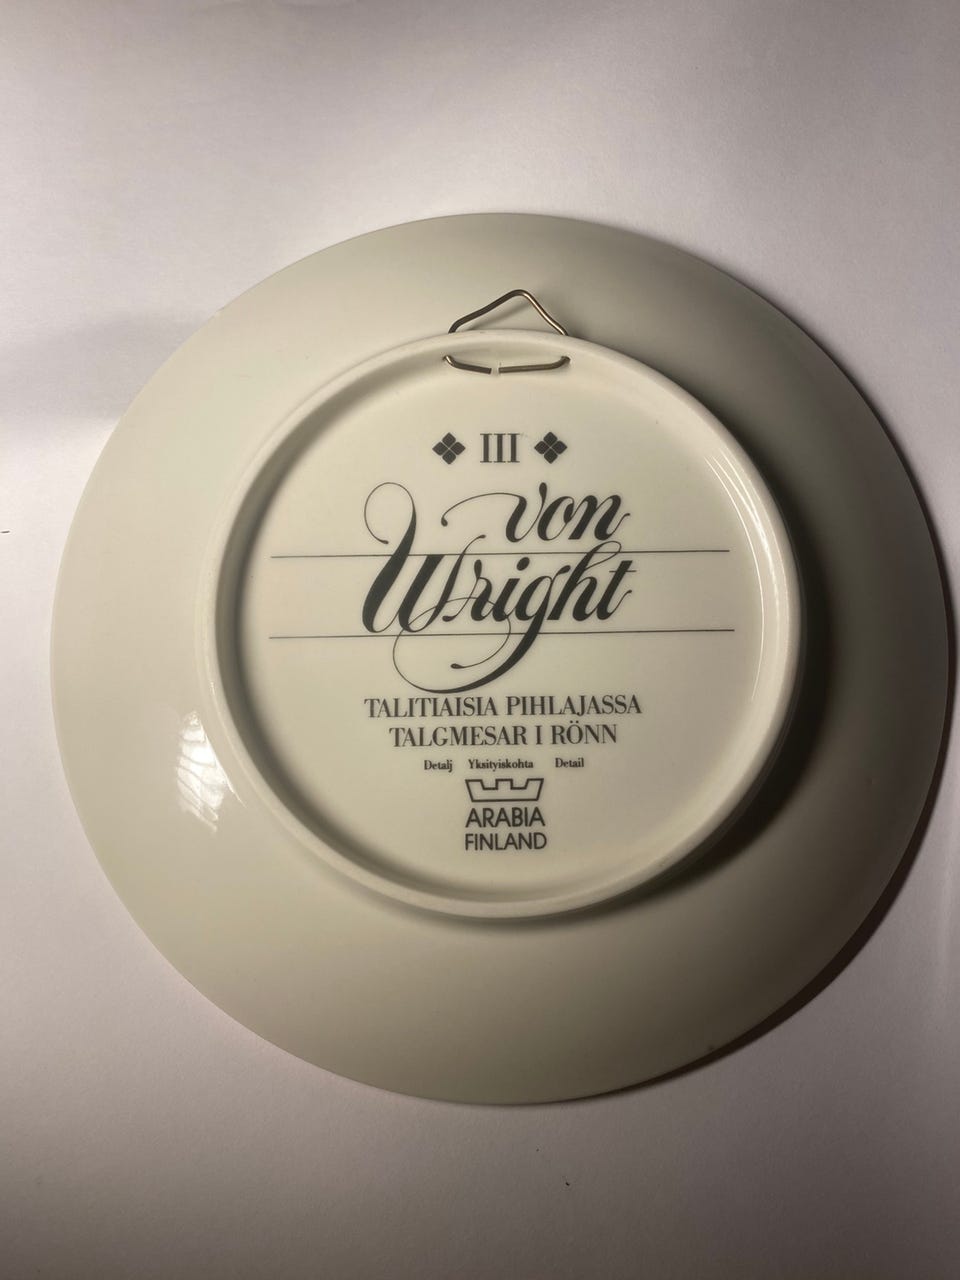 III
von
Wright
TALITIAISIA PIHLAJASSA
TALGMESAR I RÖNN
Detalj Yksityiskohta Detail
ARABIA
FINLAND